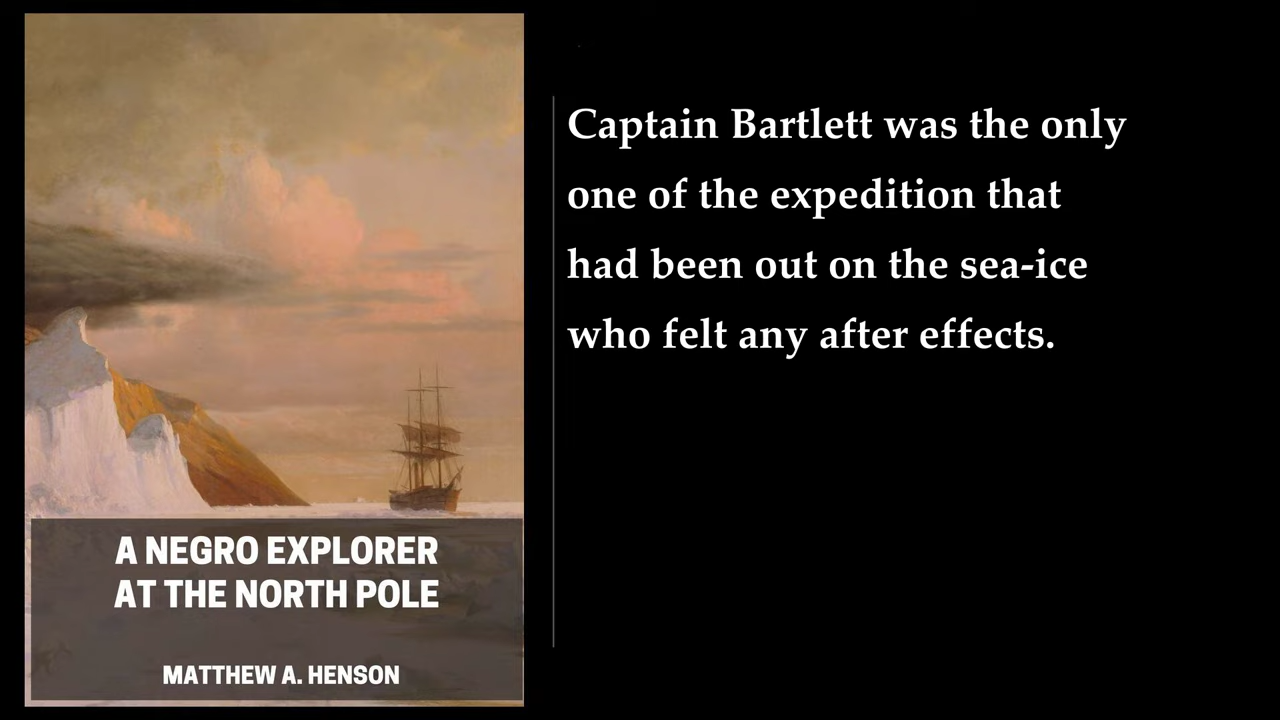 Captain Bartlett was the only
one of the expedition that
had been out on the sea-ice
who felt any after effects.
A NEGRO EXPLORER
AT THE NORTH POLE
MATTHEW A. HENSON